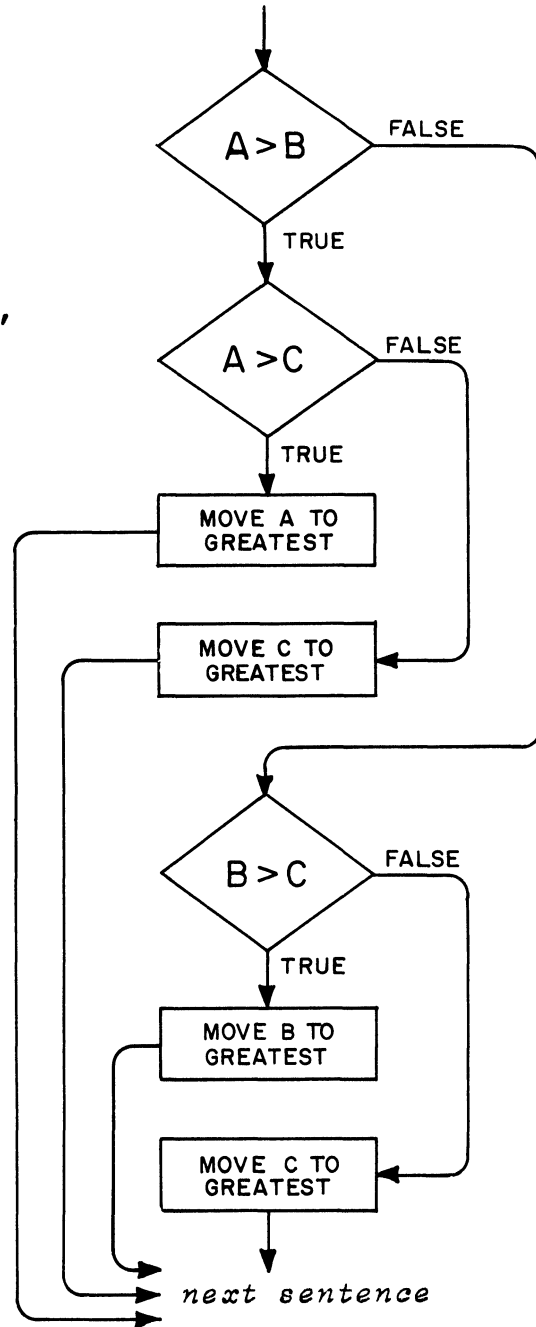 A > B
FALSE
TRUE
A > C
FALSE
TRUE
MOVE A TO
GREATEST
MOVE C TO
GREATEST
B > C
FALSE
TRUE
MOVE B TO
GREATEST
MOVE C TO
GREATEST
next sentence